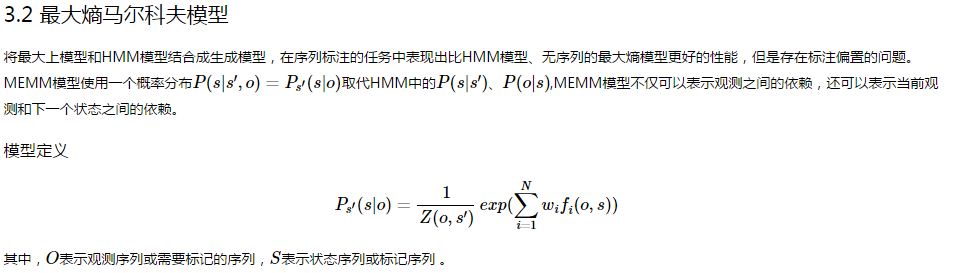 3.2 最大熵马尔科夫模型
将最大上模型和HMM模型结合成生成模型，在序列标注的任务中表现出比HMM模型、无序列的最大熵模型更好的性能，但是存在标注偏置的问题。
MEMM模型使用一个概率分布P(s|s′, o) = P_{s′}(s|o)取代HMM中的P(s|s′)、P(o|s),MEMM模型不仅可以表示观测之间的依赖，还可以表示当前观
测和下一个状态之间的依赖。
模型定义
P_{s′}(s|o) = \frac{1}{Z(o, s′)} exp(\sum_{i=1}^{N} w_i f_i(o, s))
其中，O表示观测序列或需要标记的序列，S表示状态序列或标记序列 。